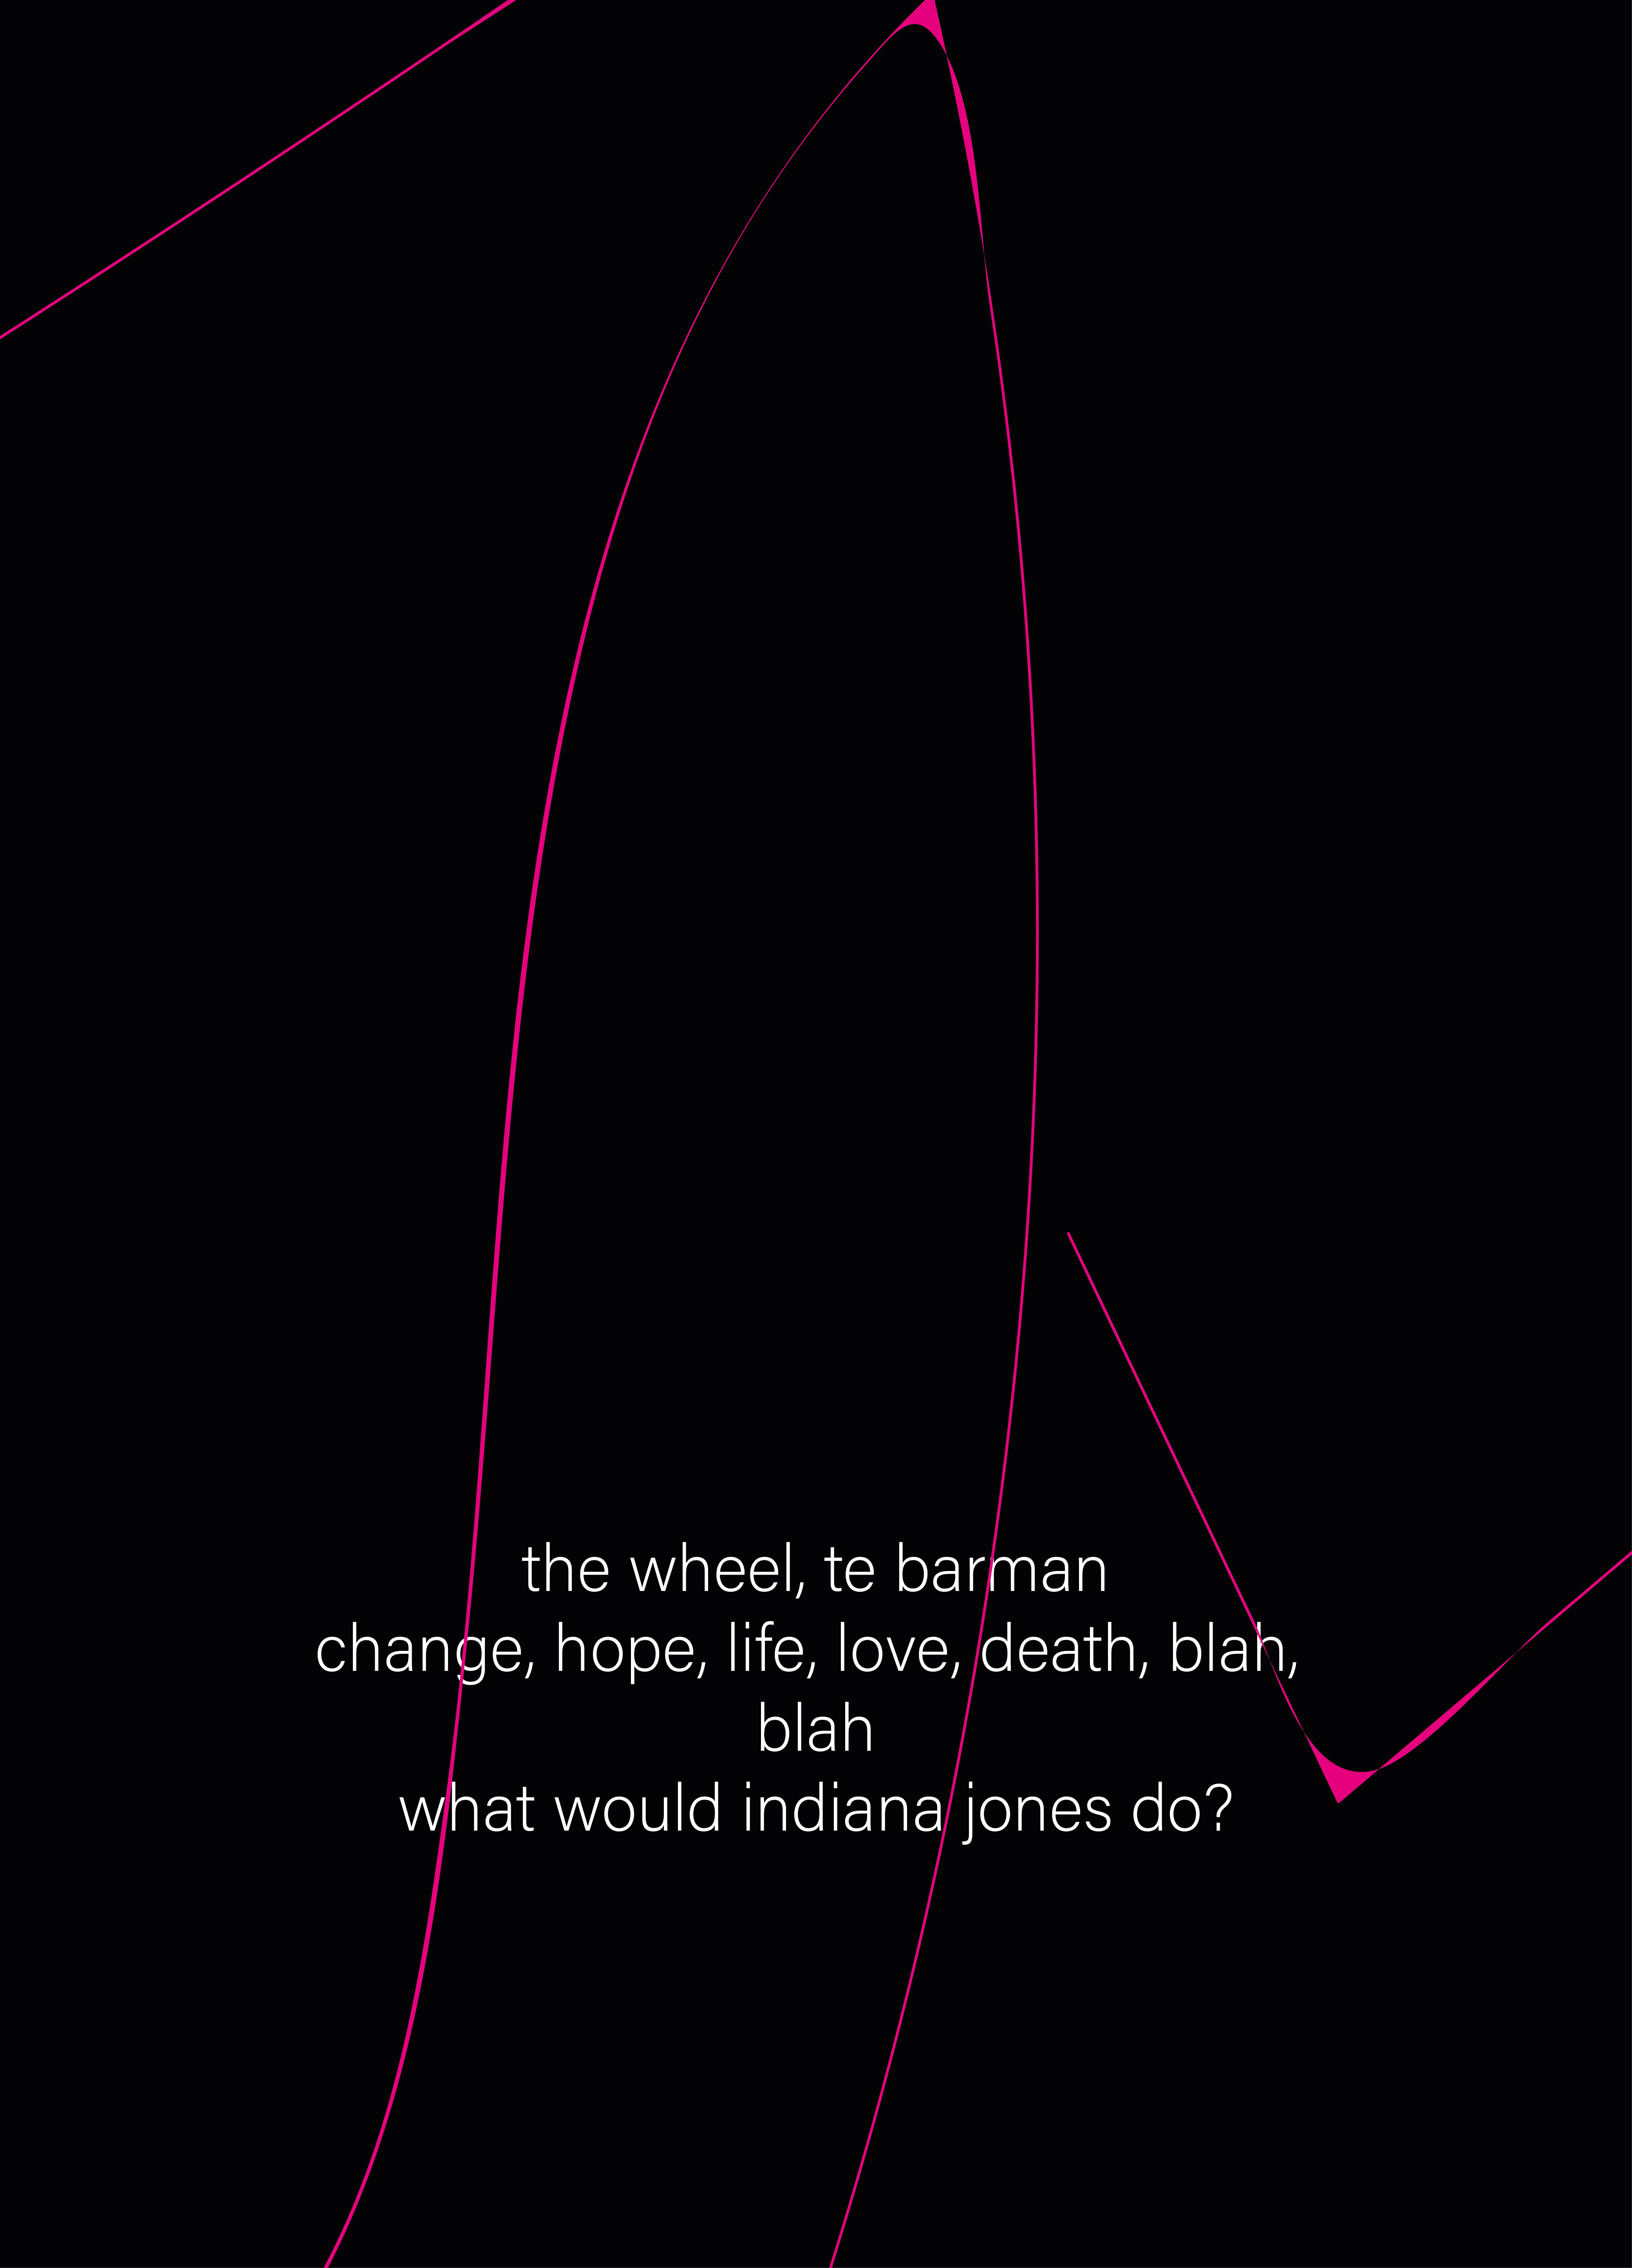 the wheel, te barman
change, hope, life, love, death, blah,
blah
what would indiana jones do?